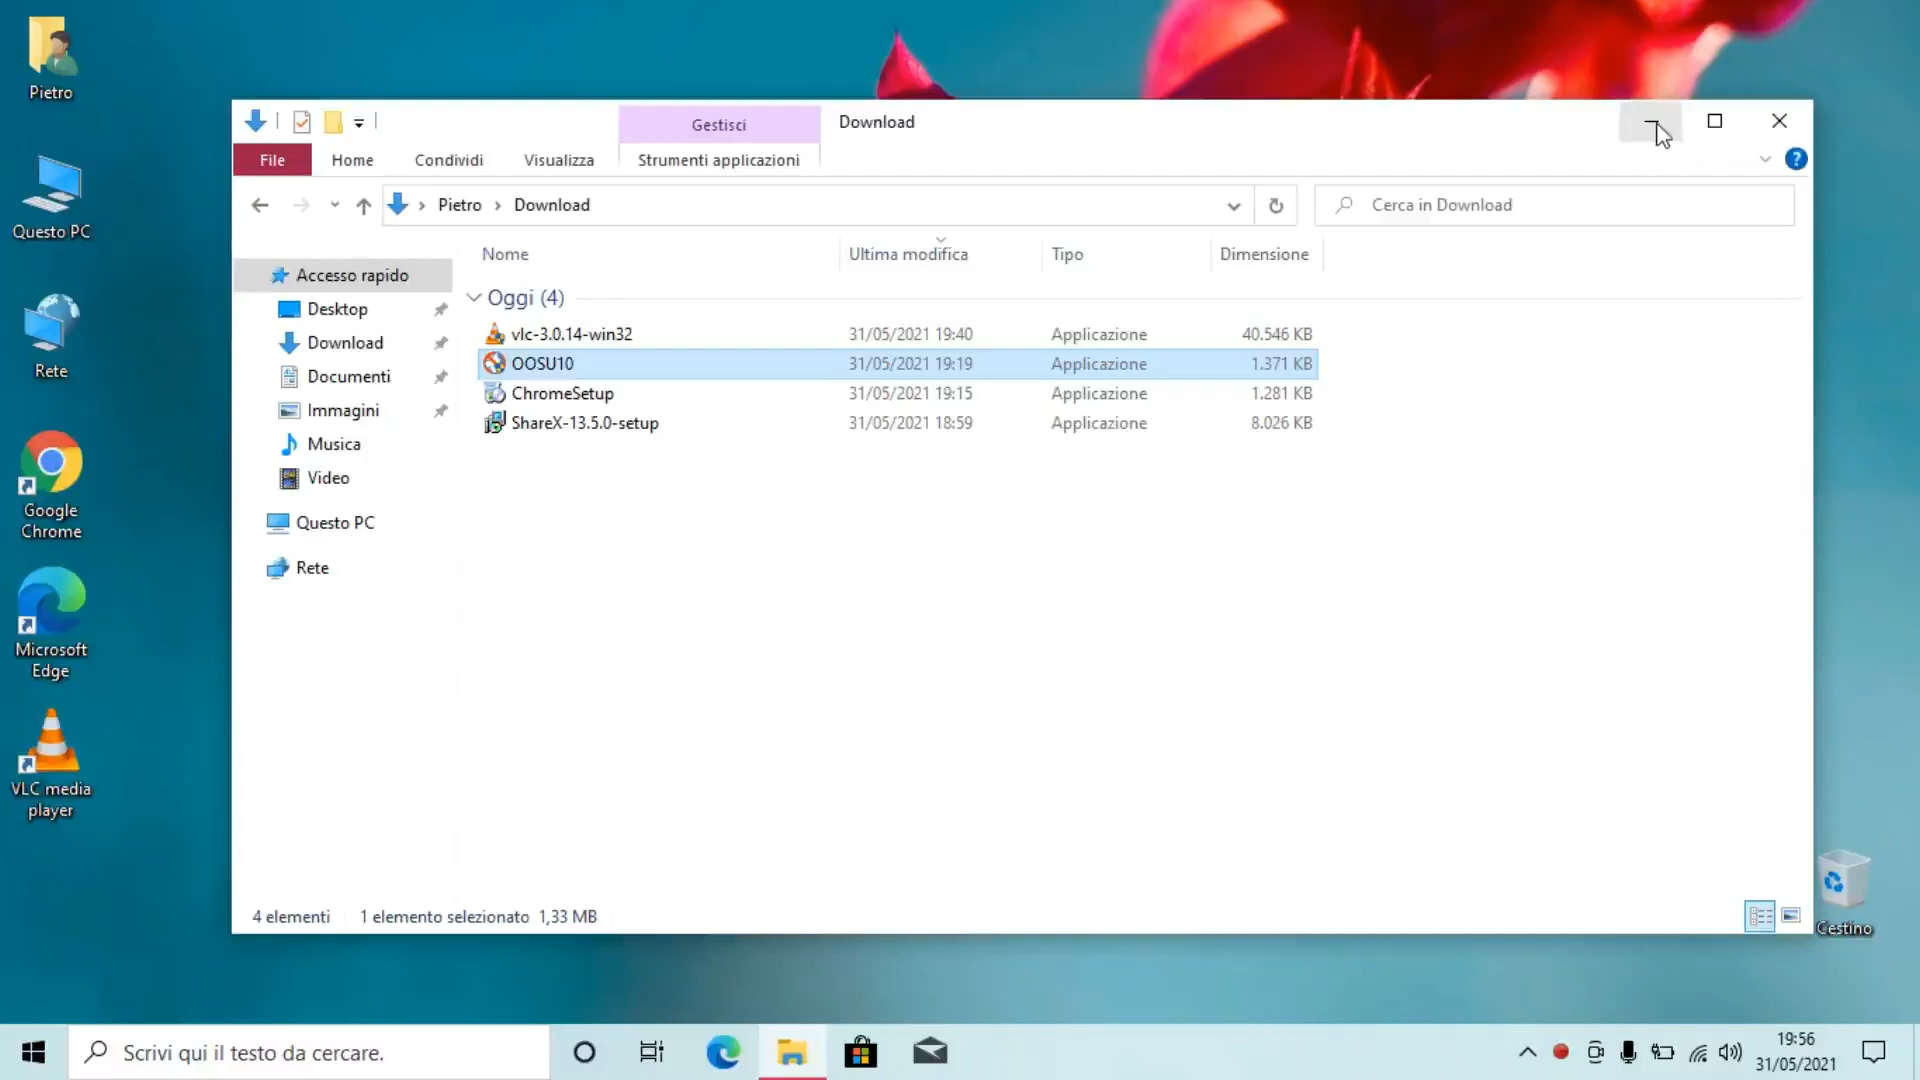 Pietro
Questo PC
Rete
Google
Chrome
Microsoft
Edge
VLC media
player
Gestisci
Download
File
Home
Condividi
Visualizza
Strumenti applicazioni
?
Pietro
Download
Cerca in Download
Nome
Ultima modifica
Tipo
Dimensione
Accesso rapido
Desktop
Download
Documenti
Immagini
Musica
Video
Questo PC
Rete
Oggi (4)
vlc-3.0.14-win32 31/05/2021 19:40 Applicazione 40.546 KB
OOSU10 31/05/2021 19:19 Applicazione 1.371 KB
ChromeSetup 31/05/2021 19:15 Applicazione 1.281 KB
ShareX-13.5.0-setup 31/05/2021 18:59 Applicazione 8.026 KB
4 elementi 1 elemento selezionato 1,33 MB
Cestino
Scrivi qui il testo da cercare.
19:56
31/05/2021